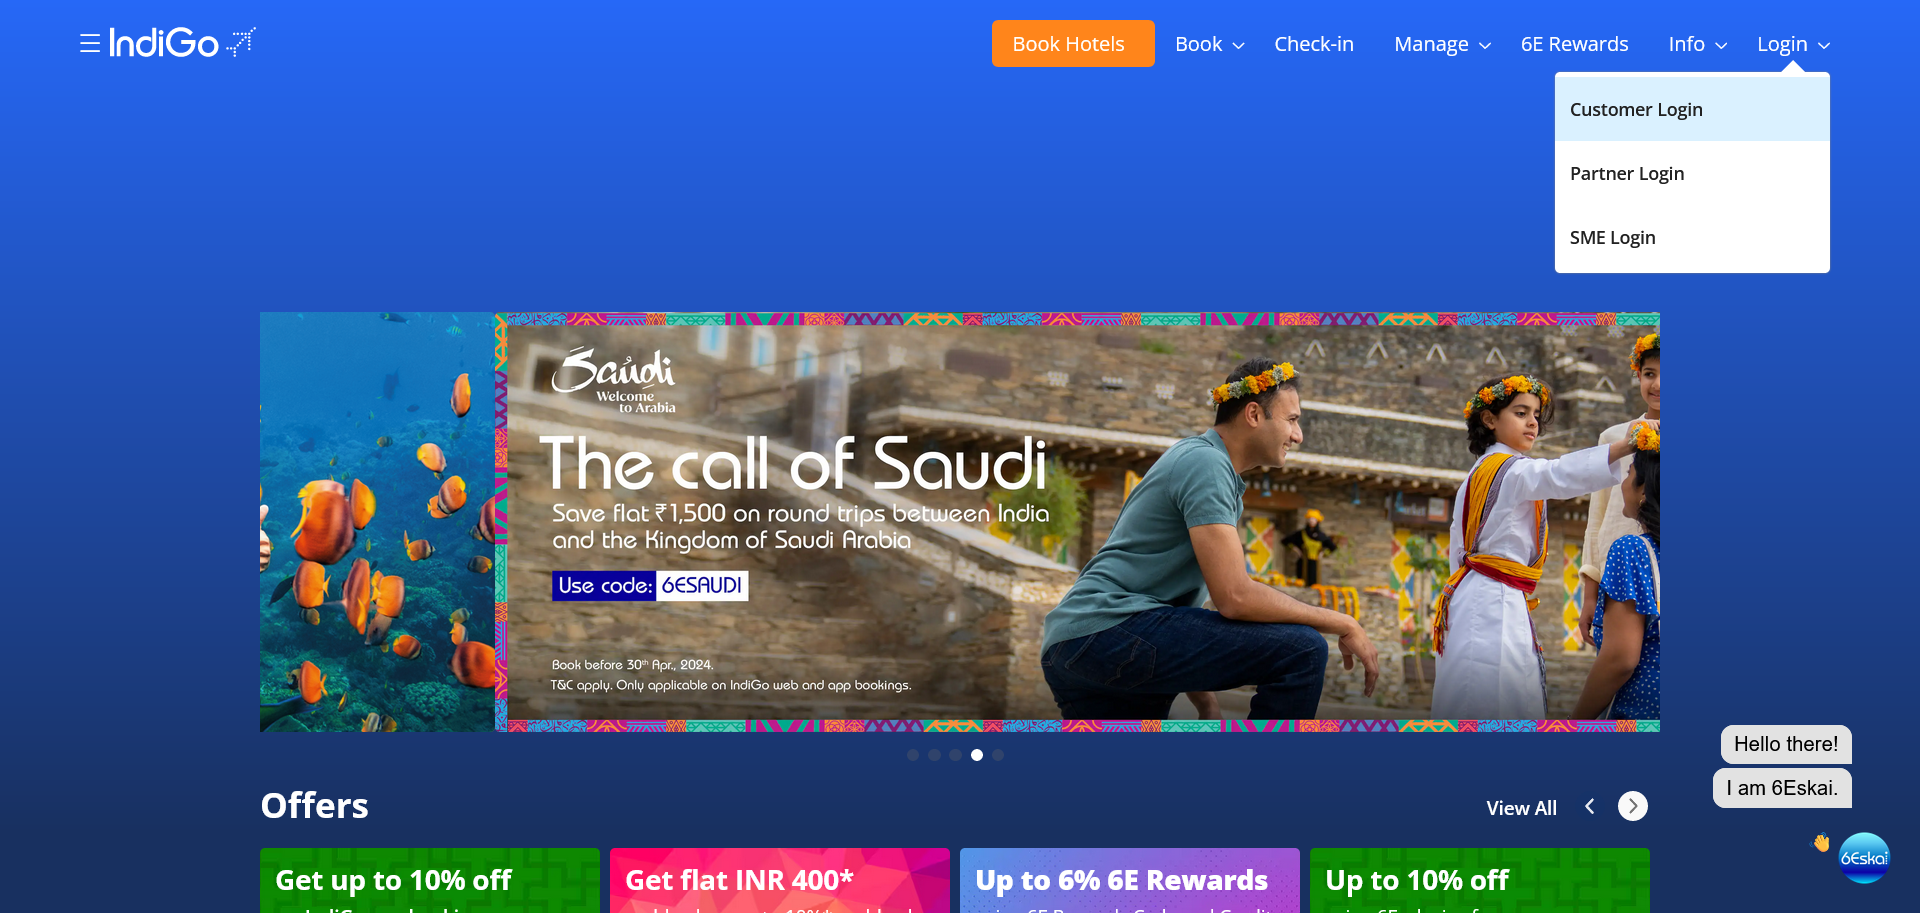 IndiGo
Book Hotels
Book
Check-in
Manage
6E Rewards
Info
Login
Customer Login
Partner Login
SME Login
Saudi
Welcome
to Arabia
The call of Saudi
Save flat ₹1,500 on round trips between India
and the Kingdom of Saudi Arabia
Use code: 6ESAUDI
Book before 30th Apr., 2024.
T&C apply. Only applicable on IndiGo web and app bookings.
Hello there!
I am 6Eskai.
6Eskai
Offers
View All
Get up to 10% off
Get flat INR 400*
Up to 6% 6E Rewards
Up to 10% off